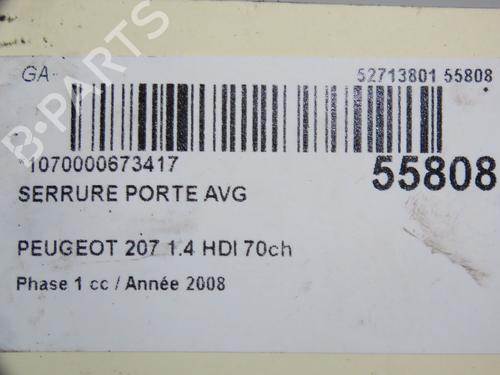 GA
52713801 55808
*1070000673417
55808
SERRURE PORTE AVG
PEUGEOT 207 1.4 HDI 70ch
Phase 1 cc / Année 2008
B-PARTS